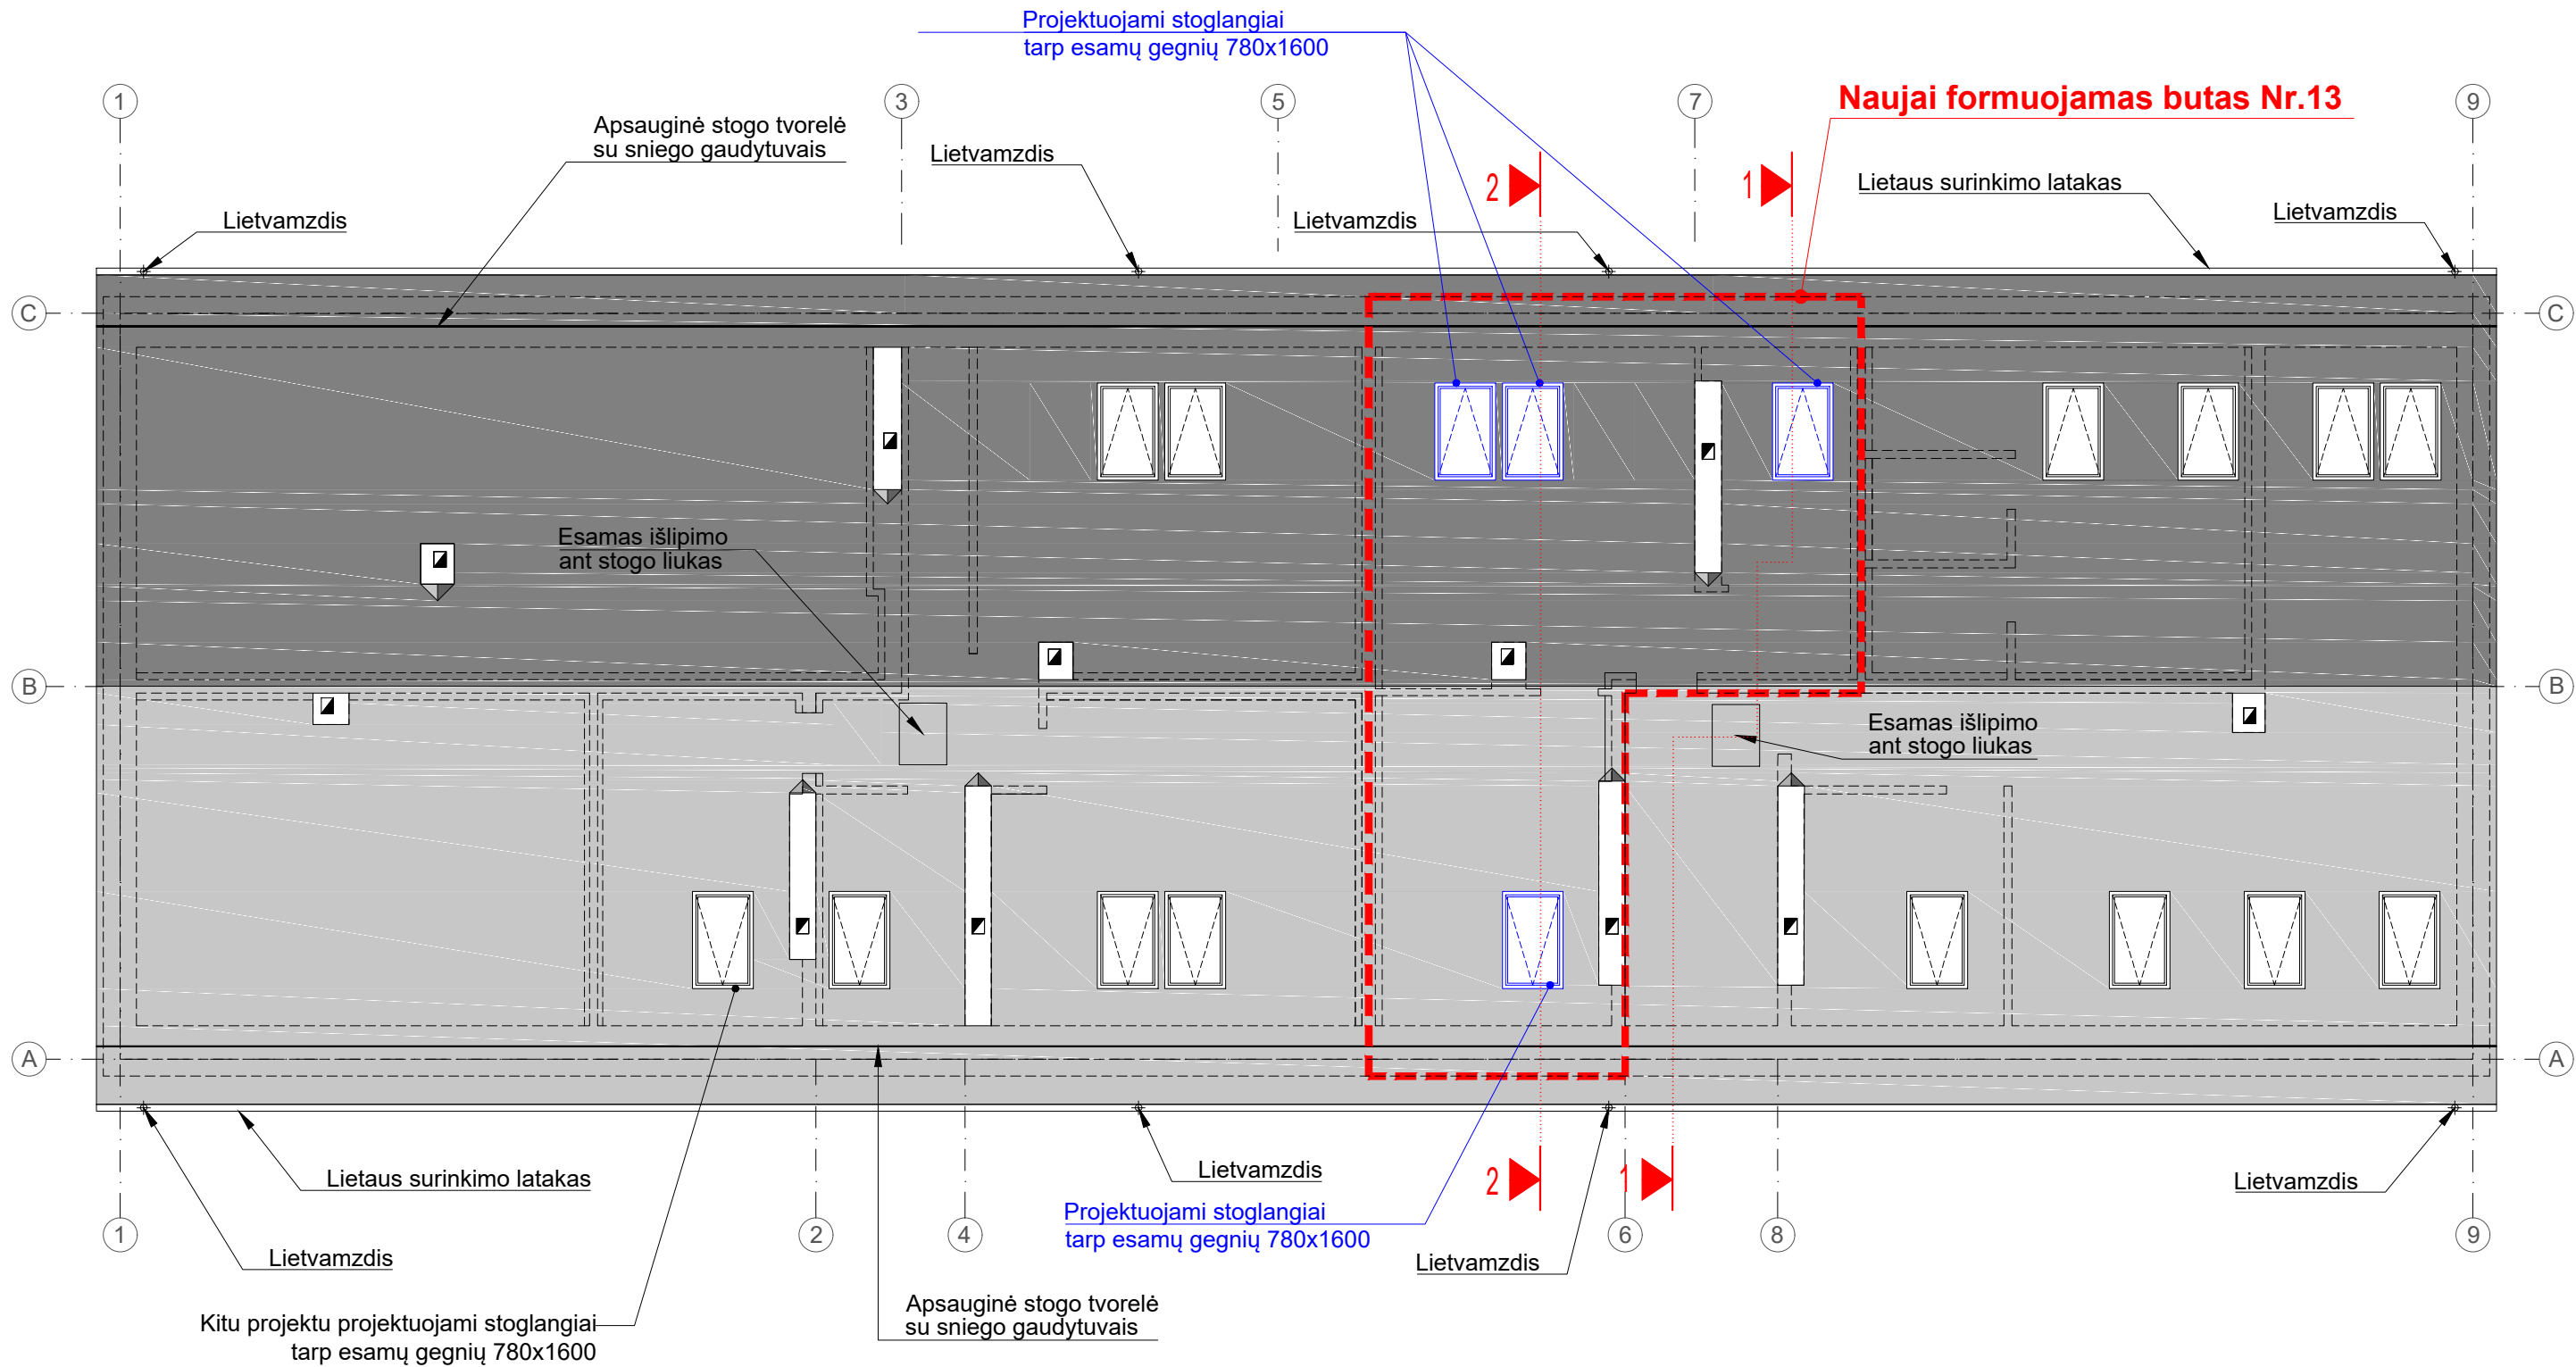 Projektuojami stoglangiai
tarp esamų gegnių 780x1600
1
3
5
7
9
Naujai formuojamas butas Nr.13
Apsauginė stogo tvorelė
su sniego gaudytuvais
Lietvamzdis
2
1
Lietaus surinkimo latakas
Lietvamzdis
Lietvamzdis
Lietvamzdis
C
C
Esamas išlipimo
ant stogo liukas
B
B
Esamas išlipimo
ant stogo liukas
A
A
Lietaus surinkimo latakas
Lietvamzdis
2
1
Lietvamzdis
Projektuojami stoglangiai
tarp esamų gegnių 780x1600
1
2
4
6
8
9
Lietvamzdis
Lietvamzdis
Apsauginė stogo tvorelė
su sniego gaudytuvais
Kitu projektu projektuojami stoglangiai
tarp esamų gegnių 780x1600